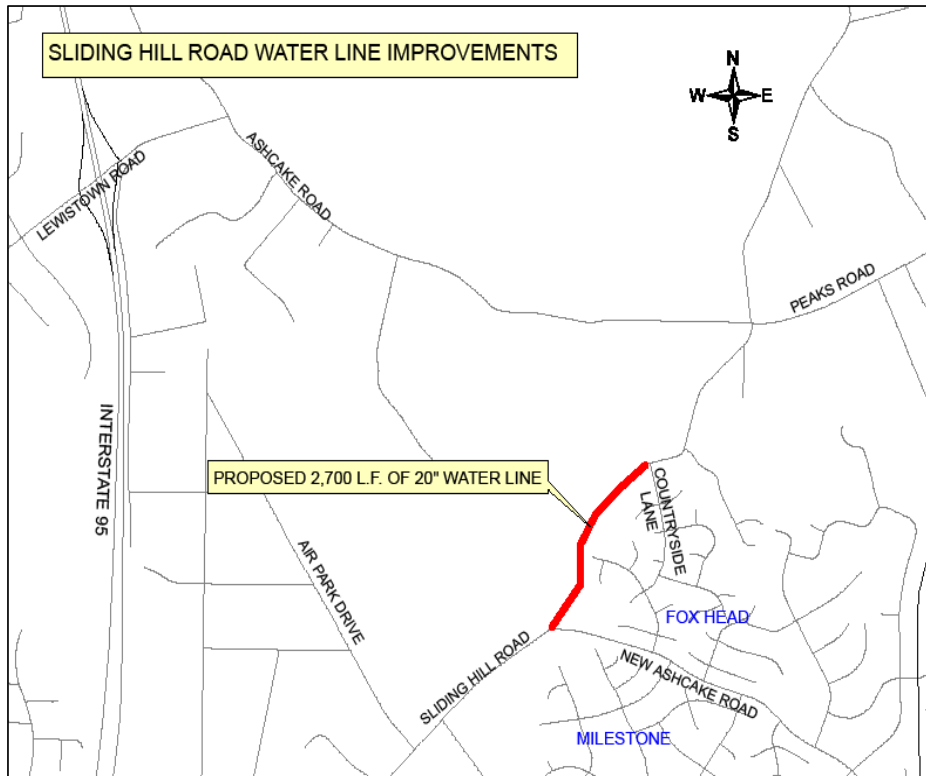 SLIDING HILL ROAD WATER LINE IMPROVEMENTS
N
W
E
S
ASHCAKE ROAD
LEWISTOWN ROAD
PEAKS ROAD
INTERSTATE 95
PROPOSED 2,700 L.F. OF 20" WATER LINE
COUNTRYSIDE
LANE
AIR PARK DRIVE
FOX HEAD
SLIDING HILL ROAD
NEW ASHCAKE ROAD
MILESTONE